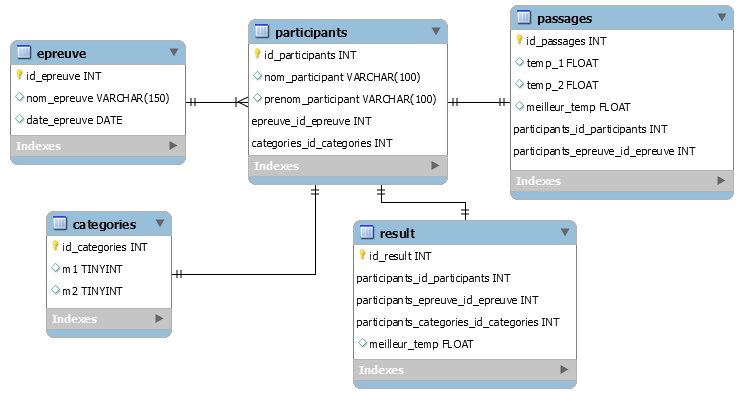 epreuve
id_epreuve INT
nom_epreuve VARCHAR(150)
date_epreuve DATE
Indexes
participants
id_participants INT
nom_participant VARCHAR(100)
prenom_participant VARCHAR(100)
epreuve_id_epreuve INT
categories_id_categories INT
Indexes
passages
id_passages INT
temp_1 FLOAT
temp_2 FLOAT
meilleur_temp FLOAT
participants_id_participants INT
participants_epreuve_id_epreuve INT
Indexes
categories
id_categories INT
m1 TINYINT
m2 TINYINT
Indexes
result
id_result INT
participants_id_participants INT
participants_epreuve_id_epreuve INT
participants_categories_id_categories INT
meilleur_temp FLOAT
Indexes